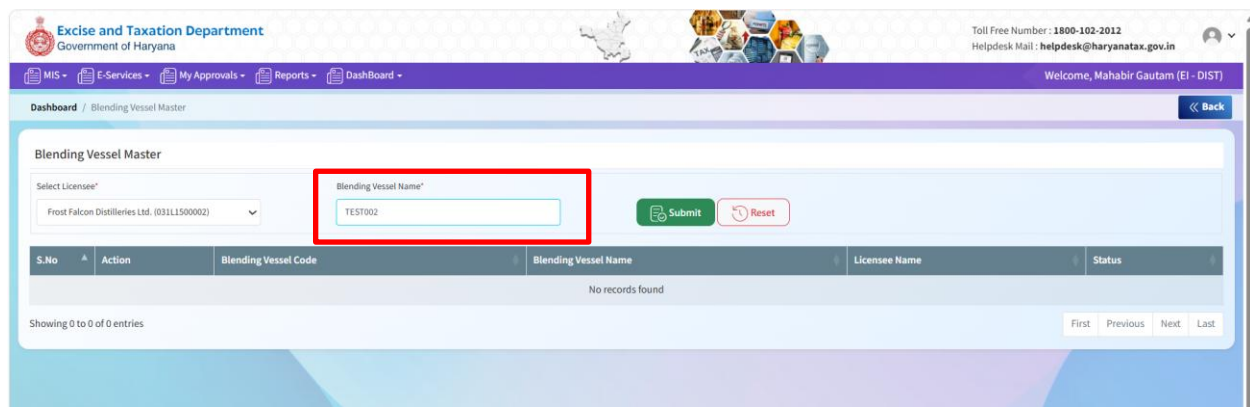 Excise and Taxation Department
Government of Haryana
TAX
Toll Free Number : 1800-102-2012
Helpdesk Mail : helpdesk@haryanatax.gov.in
MIS E-Services My Approvals Reports DashBoard Welcome, Mahabir Gautam (EI - DIST)
Dashboard / Blending Vessel Master Back
Blending Vessel Master
Select Licensee* Blending Vessel Name*
Frost Falcon Distilleries Ltd. (031L1500002) TEST002 Submit Reset
S.No Action Blending Vessel Code Blending Vessel Name Licensee Name Status
No records found
Showing 0 to 0 of 0 entries First Previous Next Last